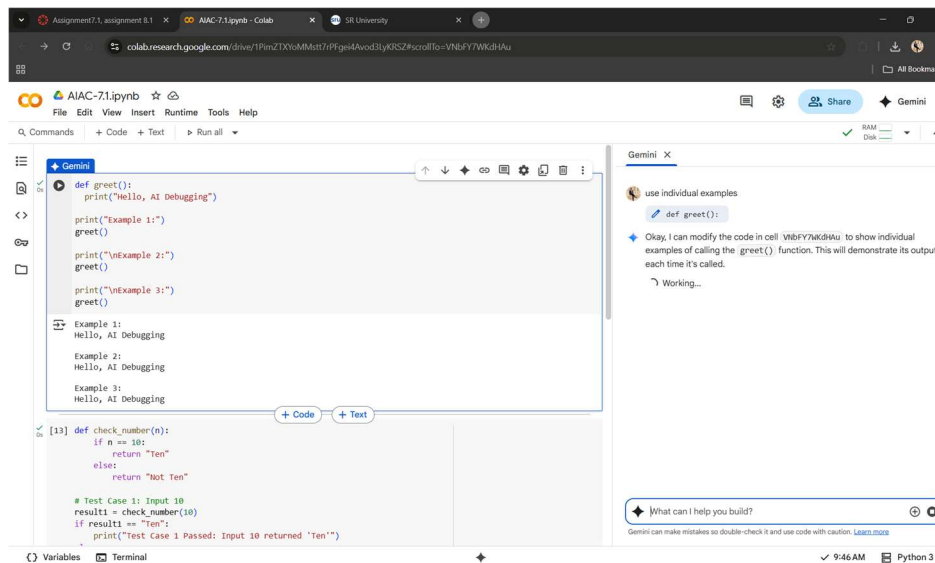 Assignment7.1, assignment 8.1
AIAC-7.1.ipynb - Colab
SRU
SR University
colab.research.google.com/drive/1PimZTXYoMMstt7rPFgei4Avod3LyKRSZ#scrollTo=VNbFY7WKdHAu
All Bookma
AIAC-7.1.ipynb
File Edit View Insert Runtime Tools Help
Share
Gemini
Commands + Code + Text Run all
RAM
Disk
Gemini
0s
def greet():
print("Hello, AI Debugging")
print("Example 1:")
greet()
print("\nExample 2:")
greet()
print("\nExample 3:")
greet()
Example 1:
Hello, AI Debugging
Example 2:
Hello, AI Debugging
Example 3:
Hello, AI Debugging
+ Code + Text
0s
[13] def check_number(n):
if n == 10:
return "Ten"
else:
return "Not Ten"
# Test Case 1: Input 10
result1 = check_number(10)
if result1 == "Ten":
print("Test Case 1 Passed: Input 10 returned 'Ten'")
Gemini
use individual examples
def greet():
Okay, I can modify the code in cell VNbFY7WKdHAu to show individual
examples of calling the greet() function. This will demonstrate its output
each time it's called.
Working...
What can I help you build?
Gemini can make mistakes so double-check it and use code with caution. Learn more
Variables Terminal
9:46 AM Python 3